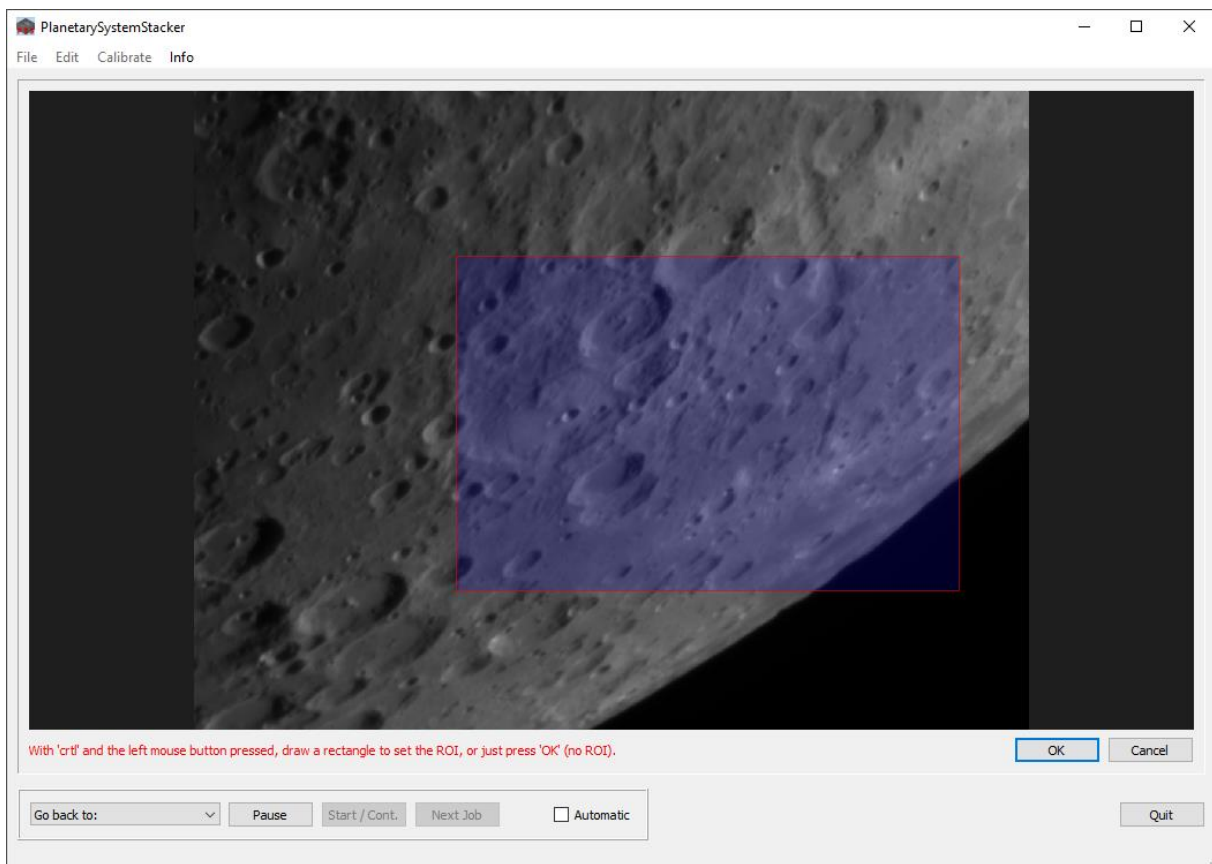 PlanetarySystemStacker
File Edit Calibrate Info
With 'crtl' and the left mouse button pressed, draw a rectangle to set the ROI, or just press 'OK' (no ROI).
OK Cancel
Go back to: Pause Start / Cont. Next Job Automatic Quit